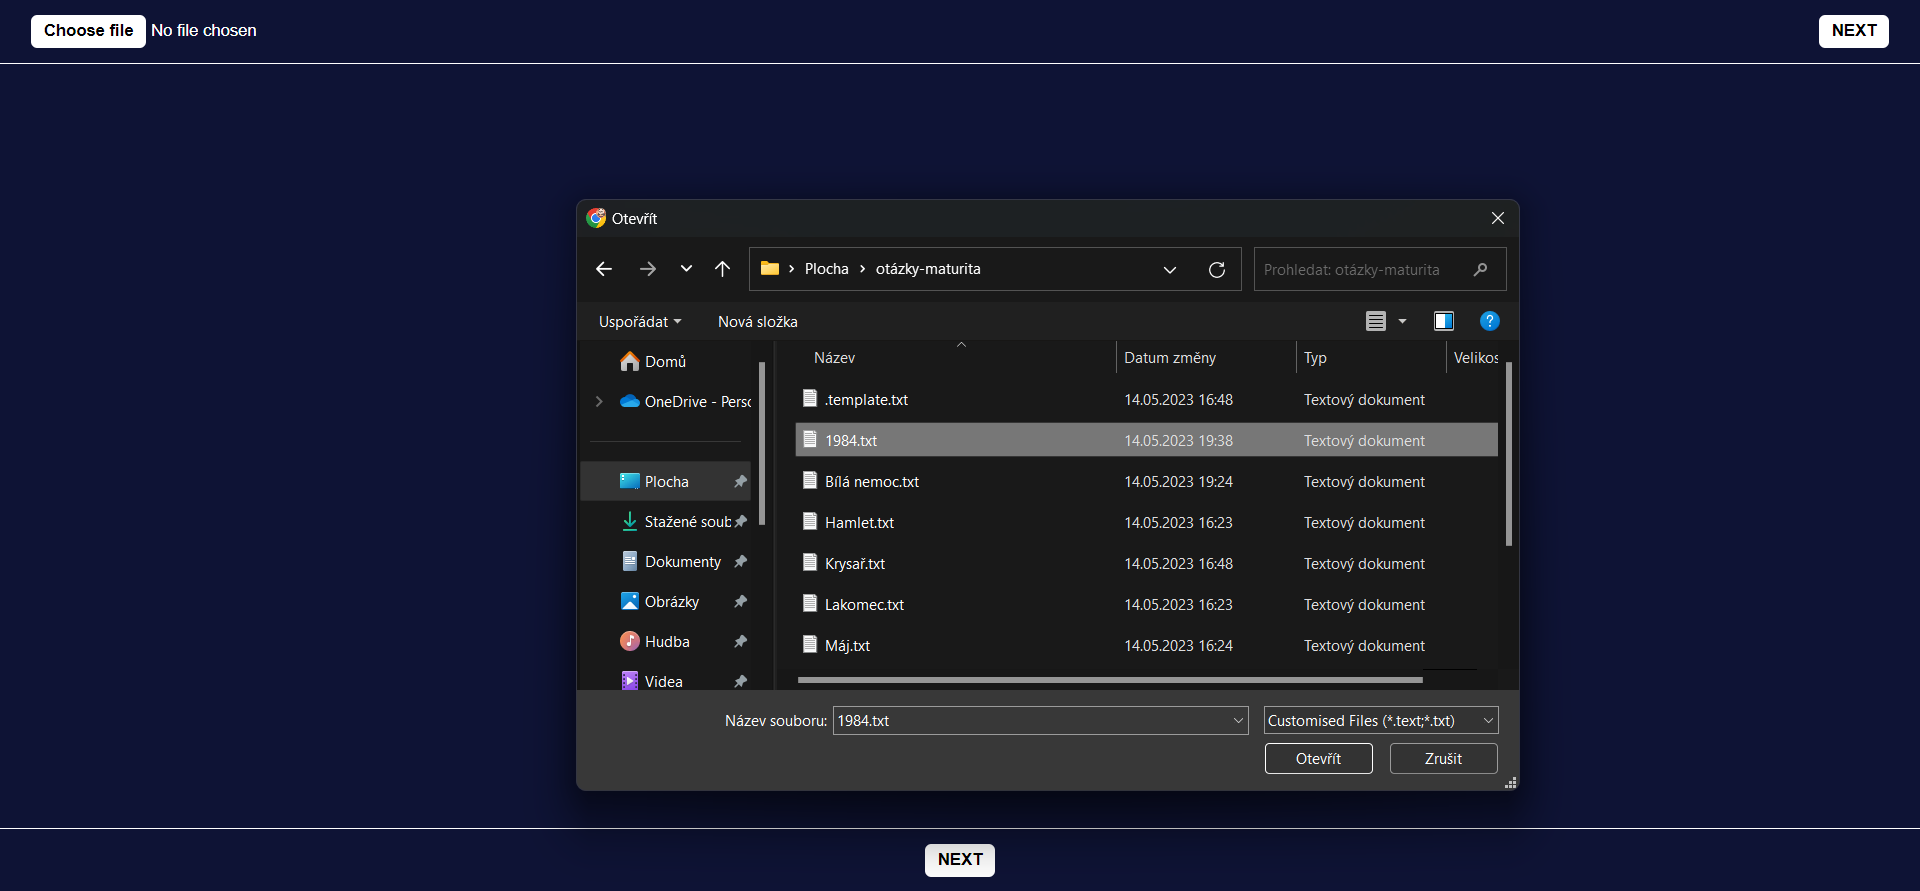 Choose file No file chosen NEXT
Otevřít
Plocha otázky-maturita Prohledat: otázky-maturita
Uspořádat Nová složka ?
Domů
OneDrive - Perso
Plocha
Stažené soub
Dokumenty
Obrázky
Hudba
Videa
Název Datum změny Typ Velikos
.template.txt 14.05.2023 16:48 Textový dokument
1984.txt 14.05.2023 19:38 Textový dokument
Bílá nemoc.txt 14.05.2023 19:24 Textový dokument
Hamlet.txt 14.05.2023 16:23 Textový dokument
Krysař.txt 14.05.2023 16:48 Textový dokument
Lakomec.txt 14.05.2023 16:23 Textový dokument
Máj.txt 14.05.2023 16:24 Textový dokument
Název souboru: 1984.txt Customised Files (*.text;*.txt)
Otevřít Zrušit
NEXT